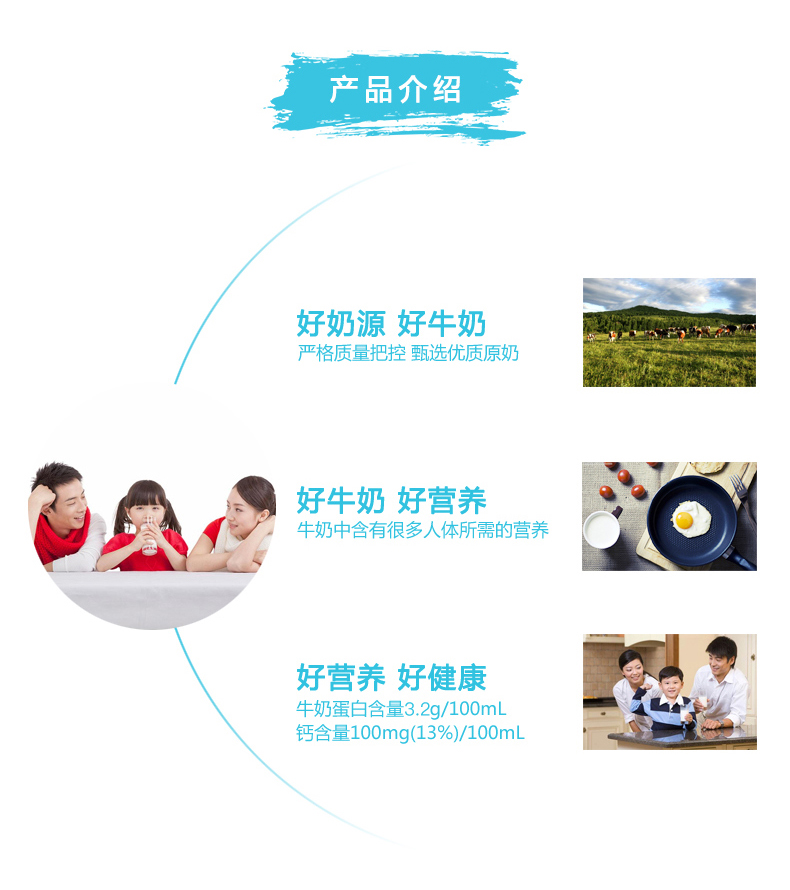 产品介绍
好奶源 好牛奶
严格质量把控 甄选优质原奶
好牛奶 好营养
牛奶中含有很多人体所需的营养
好营养 好健康
牛奶蛋白含量3.2g/100mL
钙含量100mg(13%)/100mL